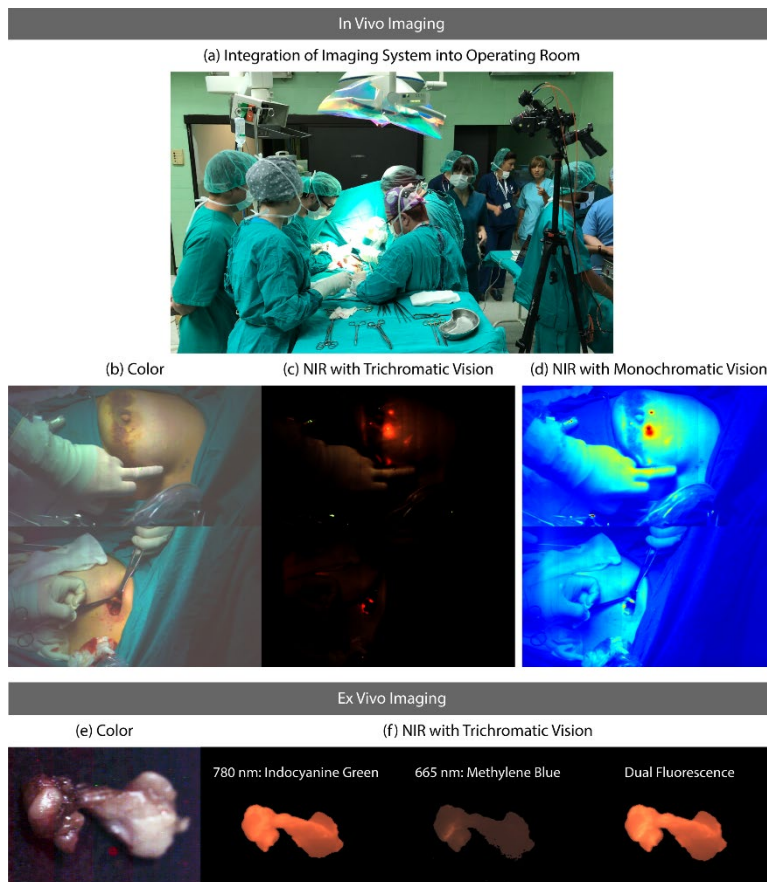 In Vivo Imaging
(a) Integration of Imaging System into Operating Room
(b) Color
(c) NIR with Trichromatic Vision
(d) NIR with Monochromatic Vision
Ex Vivo Imaging
(e) Color
(f) NIR with Trichromatic Vision
780 nm: Indocyanine Green
665 nm: Methylene Blue
Dual Fluorescence